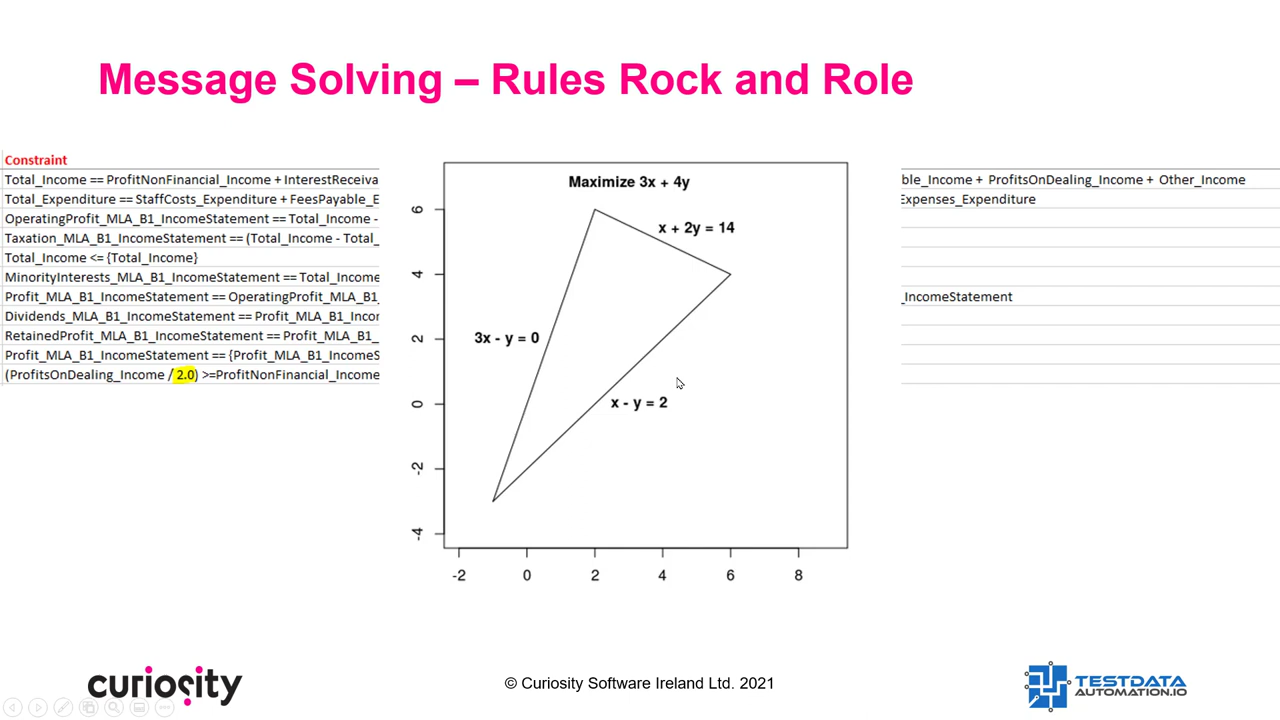 Message Solving – Rules Rock and Role
Constraint
Total_Income == ProfitNonFinancial_Income + InterestReceiva
Total_Expenditure == StaffCosts_Expenditure + FeesPayable_E
OperatingProfit_MLA_B1_IncomeStatement == Total_Income -
Taxation_MLA_B1_IncomeStatement == (Total_Income - Total_
Total_Income <= {Total_Income}
MinorityInterests_MLA_B1_IncomeStatement == Total_Income
Profit_MLA_B1_IncomeStatement == OperatingProfit_MLA_B1_
Dividends_MLA_B1_IncomeStatement == Profit_MLA_B1_Incor
RetainedProfit_MLA_B1_IncomeStatement == Profit_MLA_B1_
Profit_MLA_B1_IncomeStatement == {Profit_MLA_B1_IncomeS
(ProfitsOnDealing_Income / 2.0) >=ProfitNonFinancial_Income
Maximize 3x + 4y
x + 2y = 14
3x - y = 0
x - y = 2
6
4
2
0
-2
-4
-2 0 2 4 6 8
ble_Income + ProfitsOnDealing_Income + Other_Income
Expenses_Expenditure
_IncomeStatement
curiosity
© Curiosity Software Ireland Ltd. 2021
TESTDATA
AUTOMATION.IO